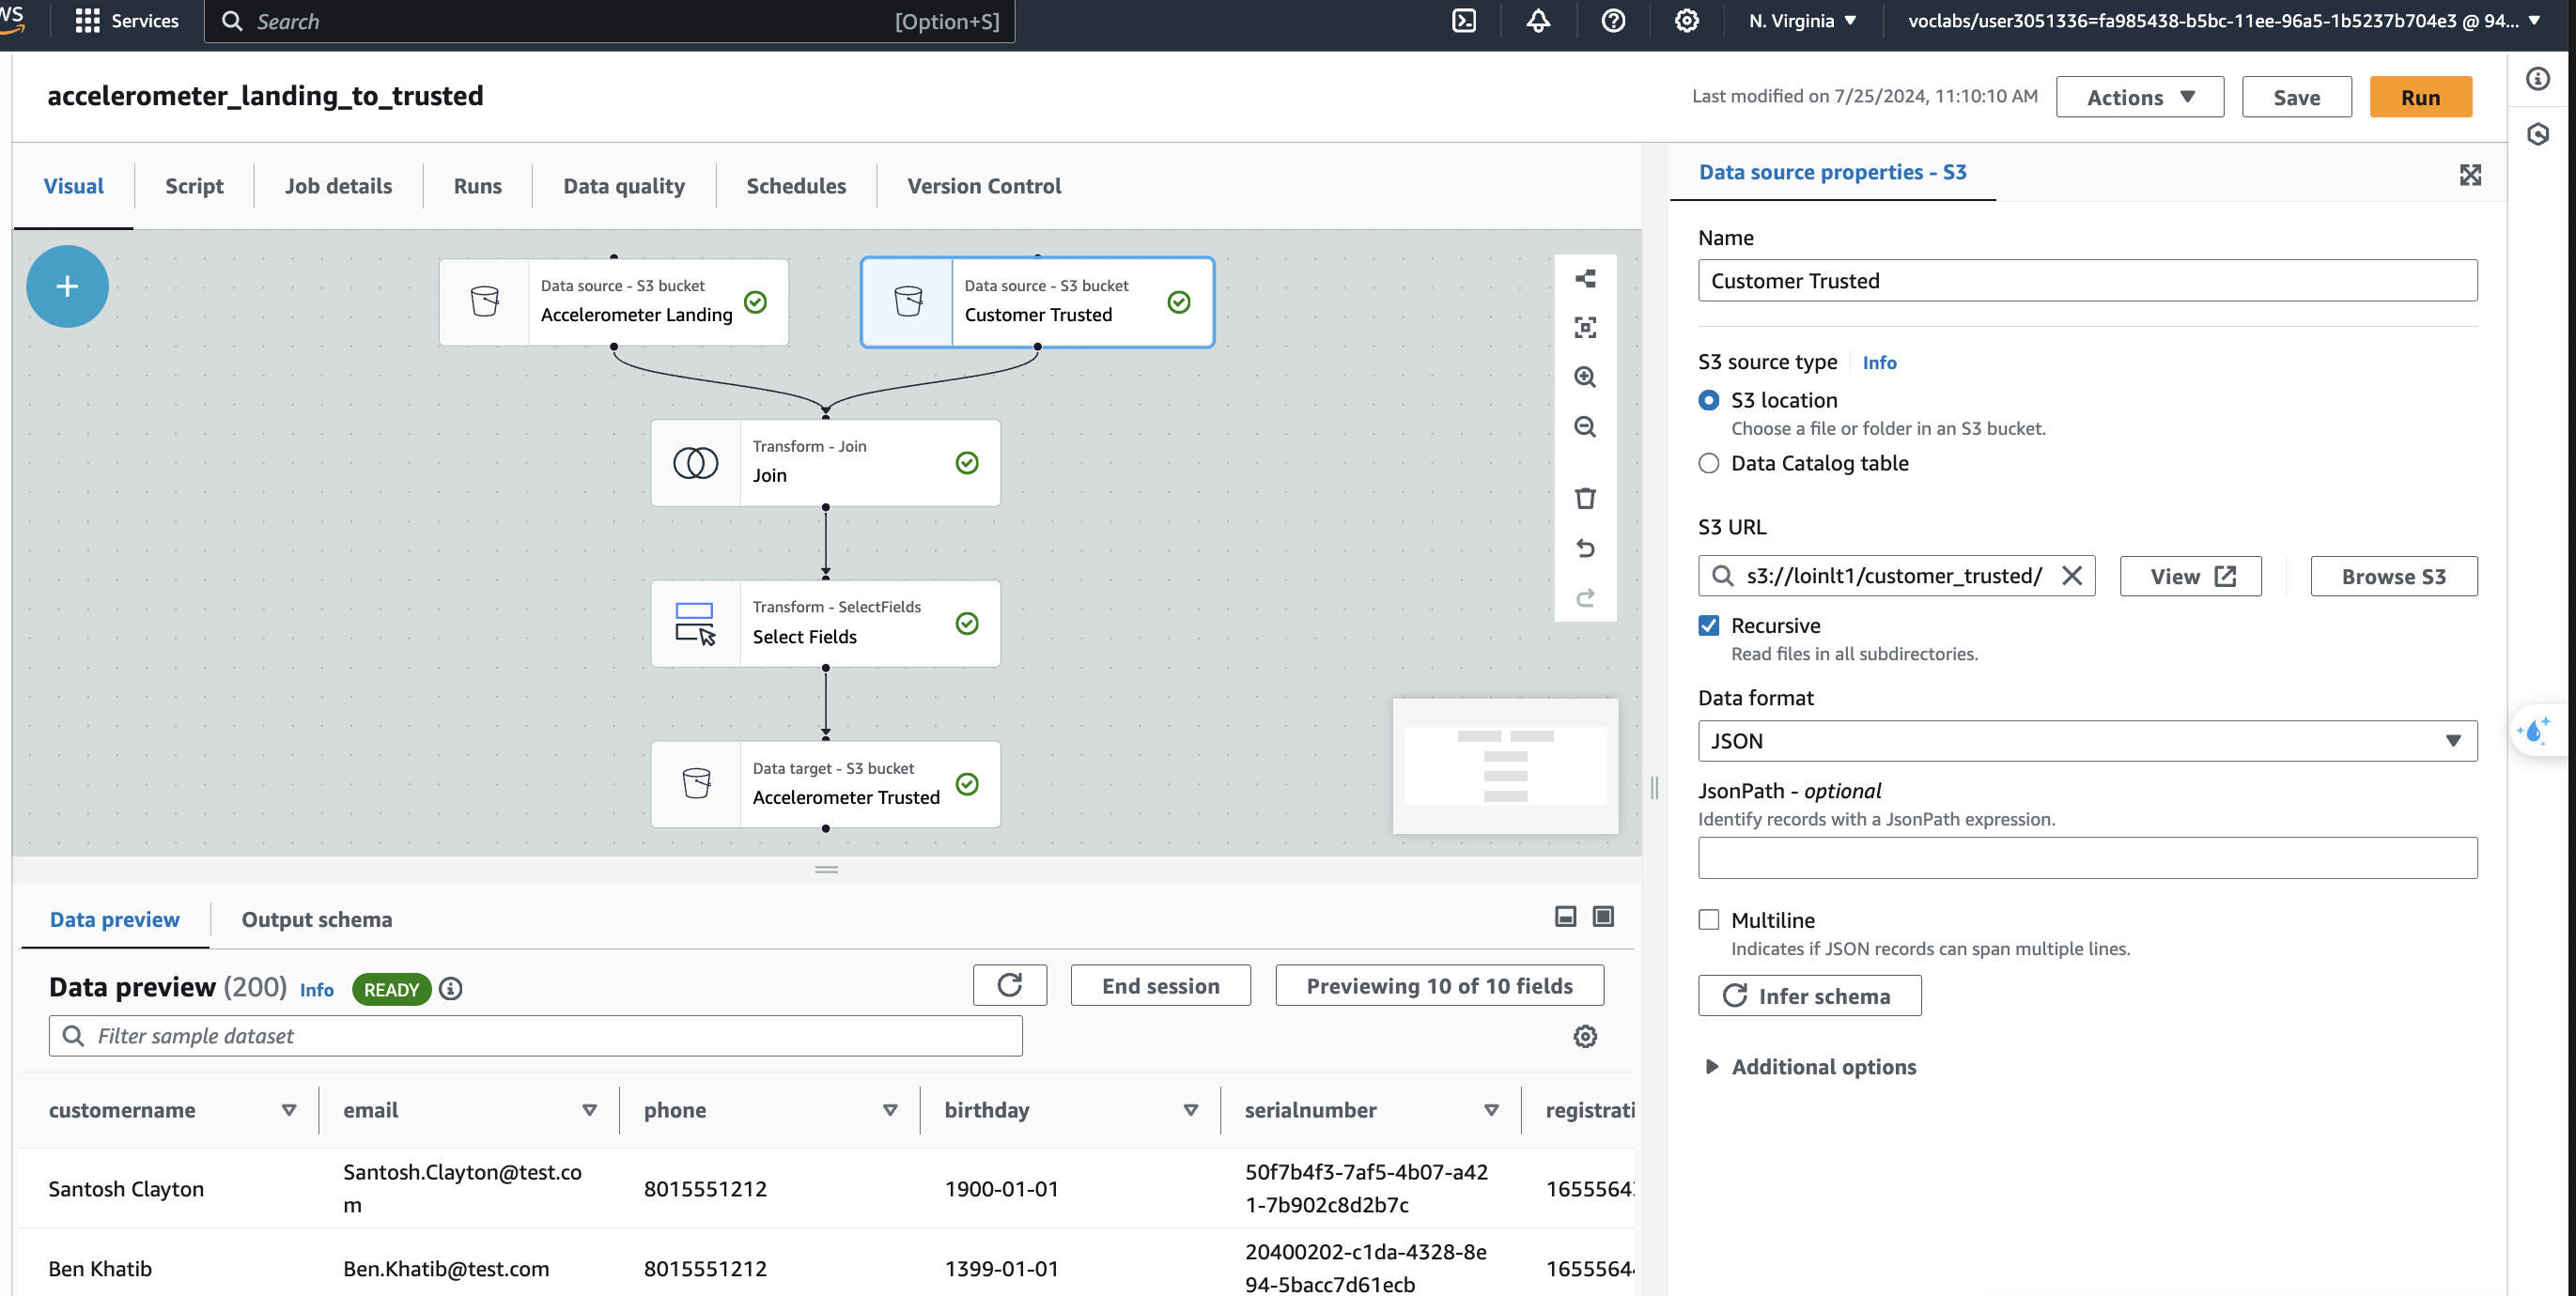 Services
Search
[Option+S]
N. Virginia
voclabs/user3051336=fa985438-b5bc-11ee-96a5-1b5237b704e3 @ 94...
accelerometer_landing_to_trusted
Last modified on 7/25/2024, 11:10:10 AM
Actions
Save
Run
Visual
Script
Job details
Runs
Data quality
Schedules
Version Control
Data source - S3 bucket
Accelerometer Landing
Data source - S3 bucket
Customer Trusted
Transform - Join
Join
Transform - SelectFields
Select Fields
Data target - S3 bucket
Accelerometer Trusted
Data preview
Output schema
Data preview (200) Info READY
End session
Previewing 10 of 10 fields
Filter sample dataset
customername
email
phone
birthday
serialnumber
registrati
Santosh Clayton
Santosh.Clayton@test.co
m
8015551212
1900-01-01
50f7b4f3-7af5-4b07-a42
1-7b902c8d2b7c
1655564
Ben Khatib
Ben.Khatib@test.com
8015551212
1399-01-01
20400202-c1da-4328-8e
94-5bacc7d61ecb
1655564
Data source properties - S3
Name
Customer Trusted
S3 source type Info
S3 location
Choose a file or folder in an S3 bucket.
Data Catalog table
S3 URL
s3://loinlt1/customer_trusted/
View
Browse S3
Recursive
Read files in all subdirectories.
Data format
JSON
JsonPath - optional
Identify records with a JsonPath expression.
Multiline
Indicates if JSON records can span multiple lines.
Infer schema
Additional options